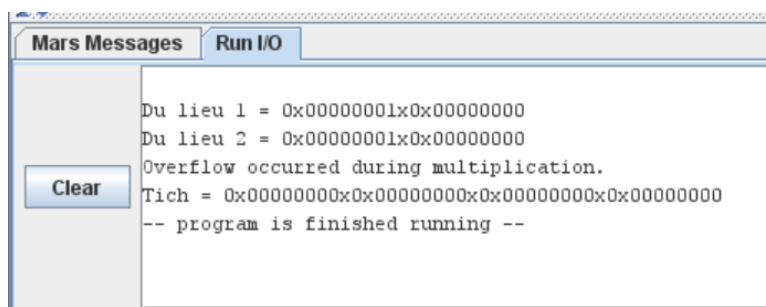 Mars Messages Run I/O
Du lieu 1 = 0x00000001x0x00000000
Du lieu 2 = 0x00000001x0x00000000
Overflow occurred during multiplication.
Clear
Tich = 0x00000000x0x00000000x0x00000000x0x00000000
-- program is finished running --